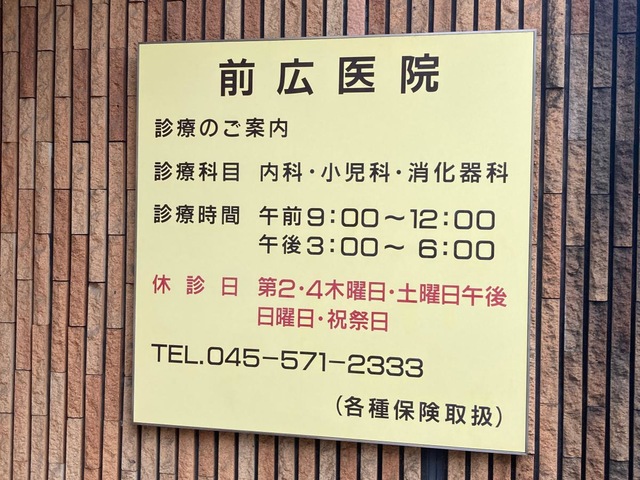 前広医院
診療のご案内
診療科目 内科・小児科・消化器科
診療時間 午前9：00～12：00
午後3：00～ 6：00
休診日 第2・4木曜日・土曜日午後
日曜日・祝祭日
TEL.045-571-2333
(各種保険取扱)